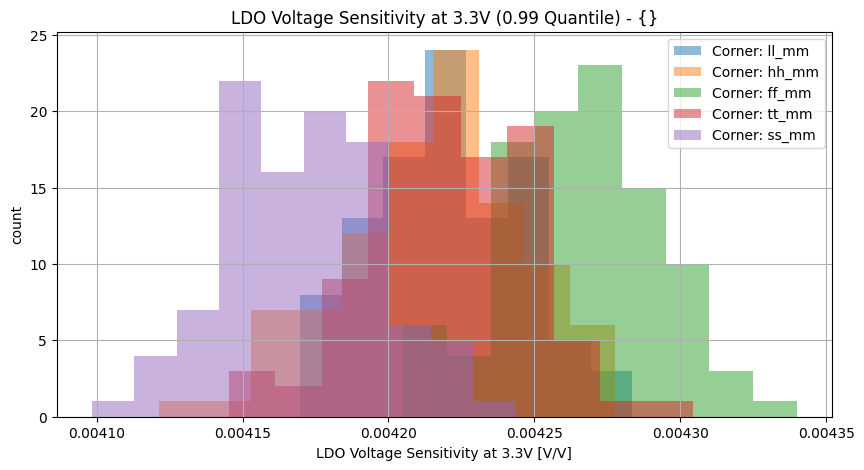 LDO Voltage Sensitivity at 3.3V (0.99 Quantile) - {}
25
20
15
10
5
0
count
Corner: ll_mm
Corner: hh_mm
Corner: ff_mm
Corner: tt_mm
Corner: ss_mm
0.00410 0.00415 0.00420 0.00425 0.00430 0.00435
LDO Voltage Sensitivity at 3.3V [V/V]